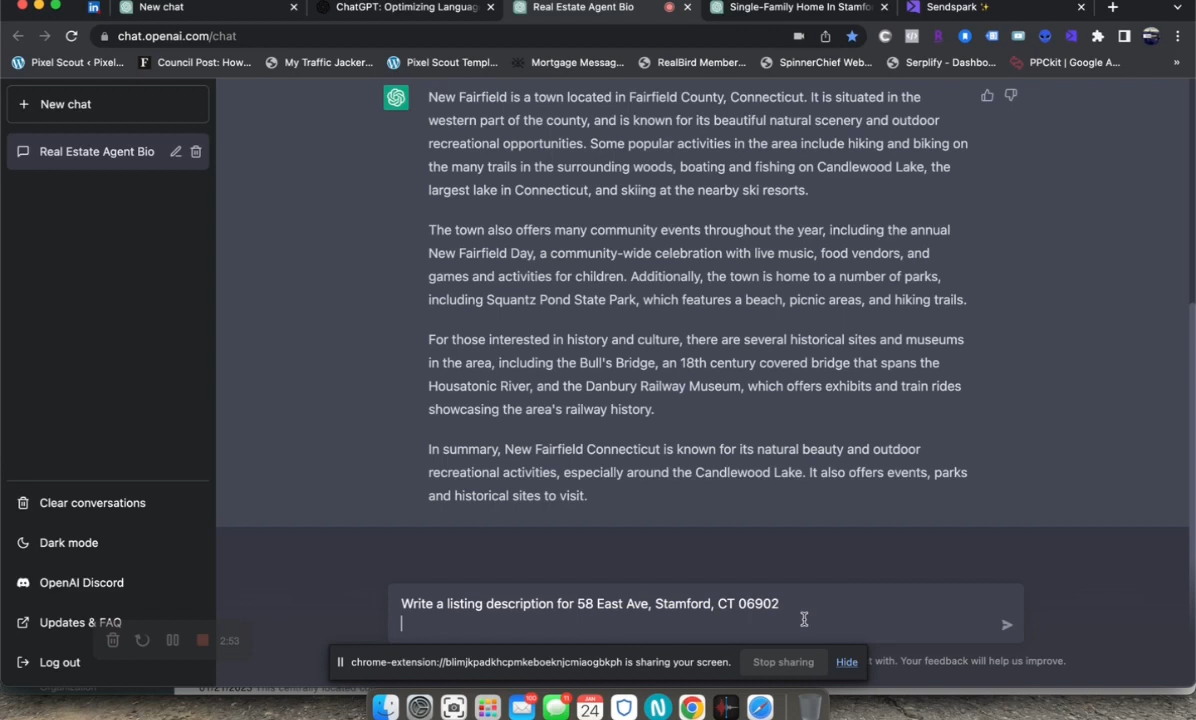 New chat
ChatGPT: Optimizing Languag
Real Estate Agent Bio
Single-Family Home In Stamfo
Sendspark ✨
chat.openai.com/chat
Pixel Scout ‹ Pixel...
Council Post: How...
My Traffic Jacker...
Pixel Scout Templ...
Mortgage Messag...
RealBird Member...
SpinnerChief Web...
Serplify - Dashbo...
PPCkit | Google A...
+ New chat
Real Estate Agent Bio
New Fairfield is a town located in Fairfield County, Connecticut. It is situated in the
western part of the county, and is known for its beautiful natural scenery and outdoor
recreational opportunities. Some popular activities in the area include hiking and biking on
the many trails in the surrounding woods, boating and fishing on Candlewood Lake, the
largest lake in Connecticut, and skiing at the nearby ski resorts.
The town also offers many community events throughout the year, including the annual
New Fairfield Day, a community-wide celebration with live music, food vendors, and
games and activities for children. Additionally, the town is home to a number of parks,
including Squantz Pond State Park, which features a beach, picnic areas, and hiking trails.
For those interested in history and culture, there are several historical sites and museums
in the area, including the Bull's Bridge, an 18th century covered bridge that spans the
Housatonic River, and the Danbury Railway Museum, which offers exhibits and train rides
showcasing the area's railway history.
In summary, New Fairfield Connecticut is known for its natural beauty and outdoor
recreational activities, especially around the Candlewood Lake. It also offers events, parks
and historical sites to visit.
Clear conversations
Dark mode
OpenAI Discord
Updates & FAQ
Log out
2:53
Write a listing description for 58 East Ave, Stamford, CT 06902
chrome-extension://blimjkpadkhcpmkeboeknjcmiaogbkph is sharing your screen.
Stop sharing
Hide
with. Your feedback will help us improve.
01/21/2023 This centrally located c
100
11
JAN
24